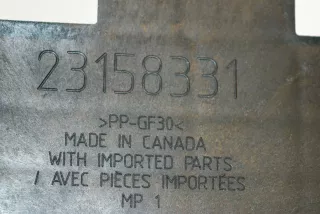 23158331
>PP-GF30<
MADE IN CANADA
WITH IMPORTED PARTS
/ AVEC PIÈCES IMPORTÉES
MP 1